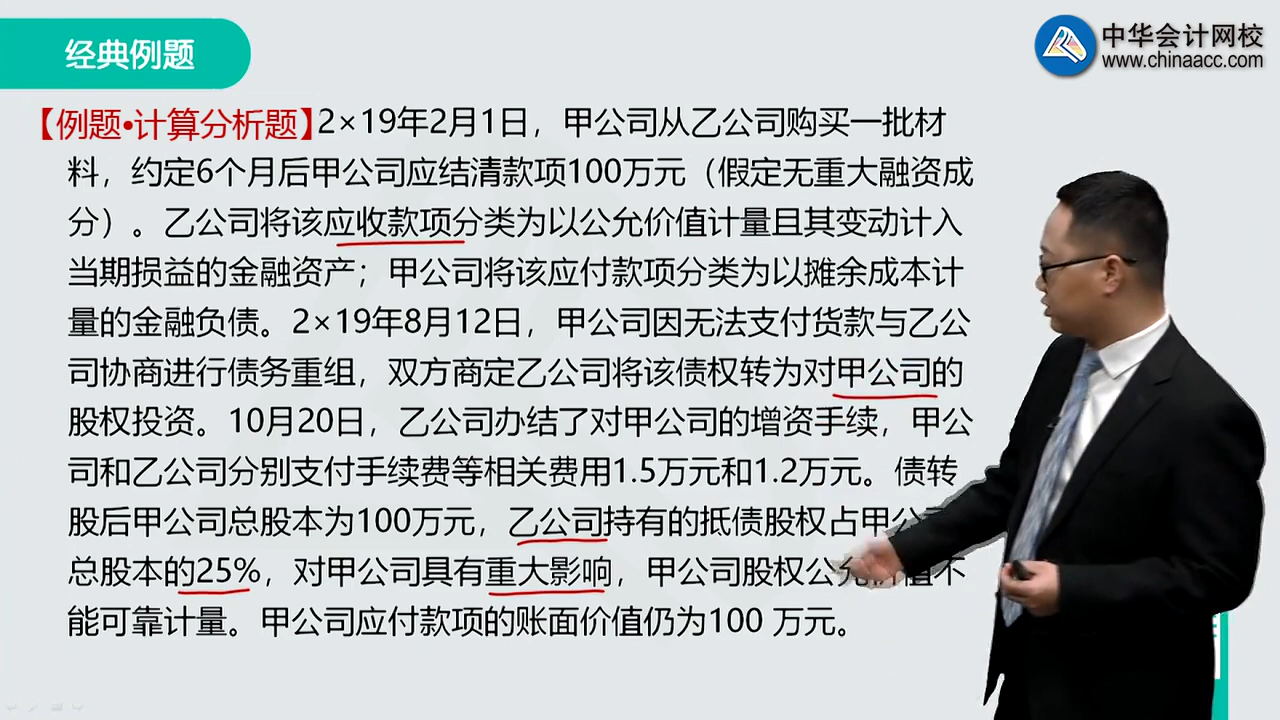 经典例题
中华会计网校
www.chinaacc.com
【例题•计算分析题】2×19年2月1日，甲公司从乙公司购买一批材
料，约定6个月后甲公司应结清款项100万元（假定无重大融资成
分）。乙公司将该应收款项分类为以公允价值计量且其变动计入
当期损益的金融资产；甲公司将该应付款项分类为以摊余成本计
量的金融负债。2×19年8月12日，甲公司因无法支付货款与乙公
司协商进行债务重组，双方商定乙公司将该债权转为对甲公司的
股权投资。10月20日，乙公司办结了对甲公司的增资手续，甲公
司和乙公司分别支付手续费等相关费用1.5万元和1.2万元。债转
股后甲公司总股本为100万元，乙公司持有的抵债股权占甲公
总股本的25%，对甲公司具有重大影响，甲公司股权公允价值不
能可靠计量。甲公司应付款项的账面价值仍为100 万元。